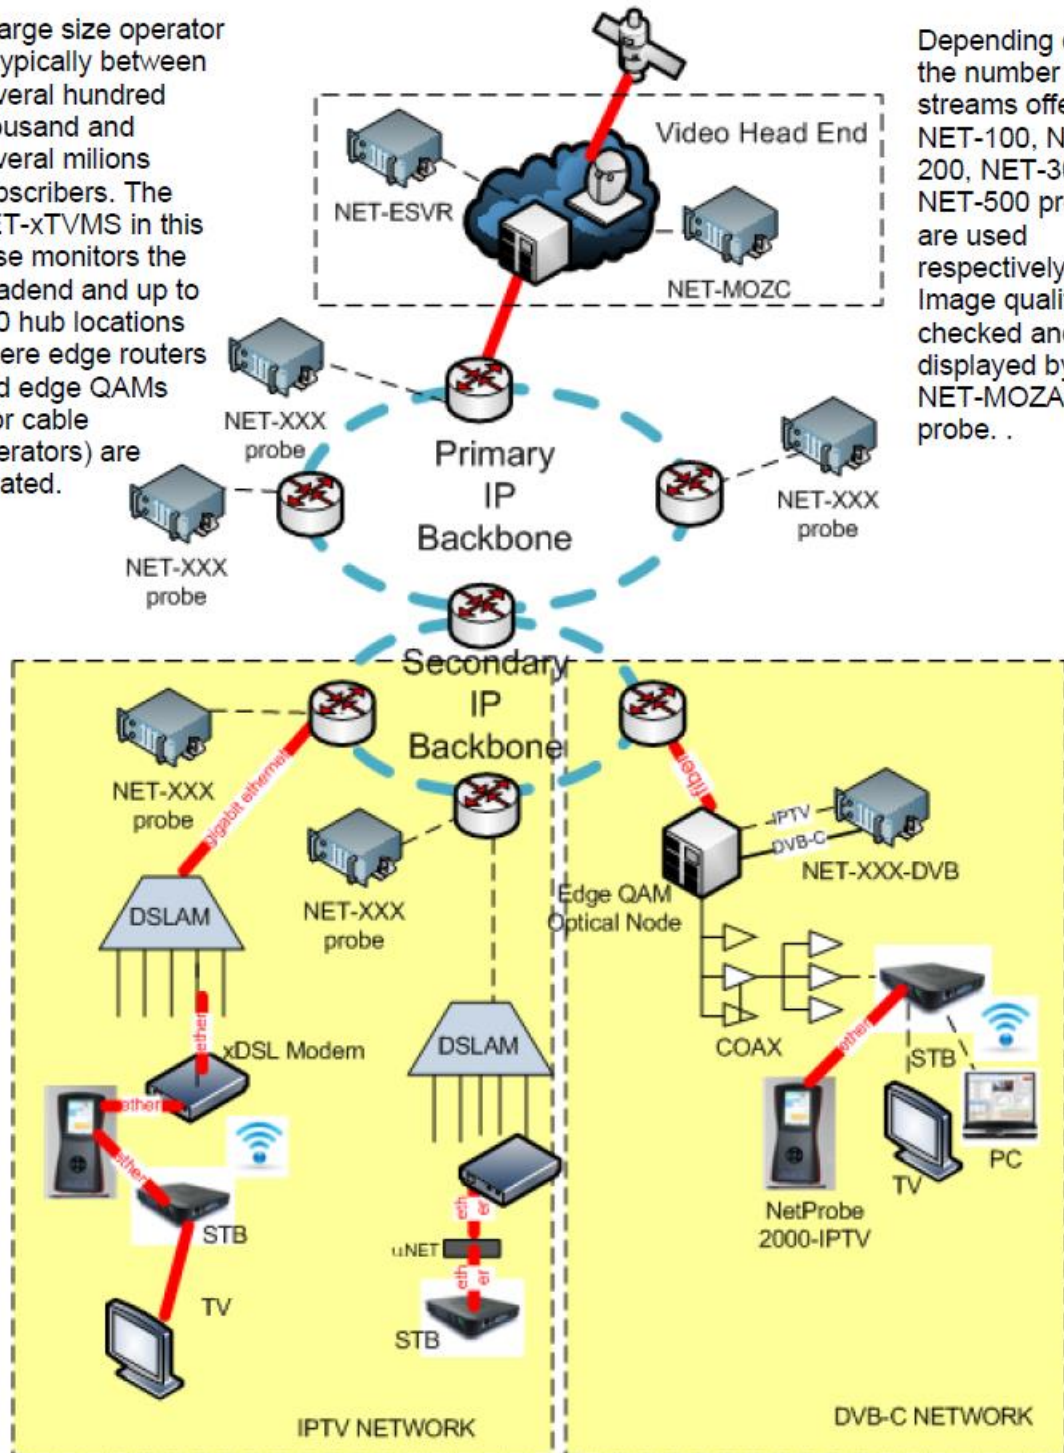 arge size operator
ypically between
veral hundred
ousand and
veral milions
bscribers. The
ET-xTVMS in this
se monitors the
adend and up to
0 hub locations
ere edge routers
d edge QAMs
or cable
erators) are
ated.
Depending
the number
streams offe
NET-100, N
200, NET-30
NET-500 pr
are used
respectively
Image qualit
checked and
displayed by
NET-MOZA
probe. .
Video Head End
NET-ESVR
NET-MOZC
NET-XXX
probe
NET-XXX
probe
NET-XXX
probe
Primary
IP
Backbone
Secondary
IP
Backbone
NET-XXX
probe
NET-XXX
probe
gigabit ethernet
fiber
IPTV
DVB-C
NET-XXX-DVB
Edge QAM
Optical Node
DSLAM
ether
xDSL Modem
ether
ether
STB
TV
DSLAM
eth
er
uNET
eth
er
STB
COAX
ether
STB
TV
PC
NetProbe
2000-IPTV
IPTV NETWORK
DVB-C NETWORK